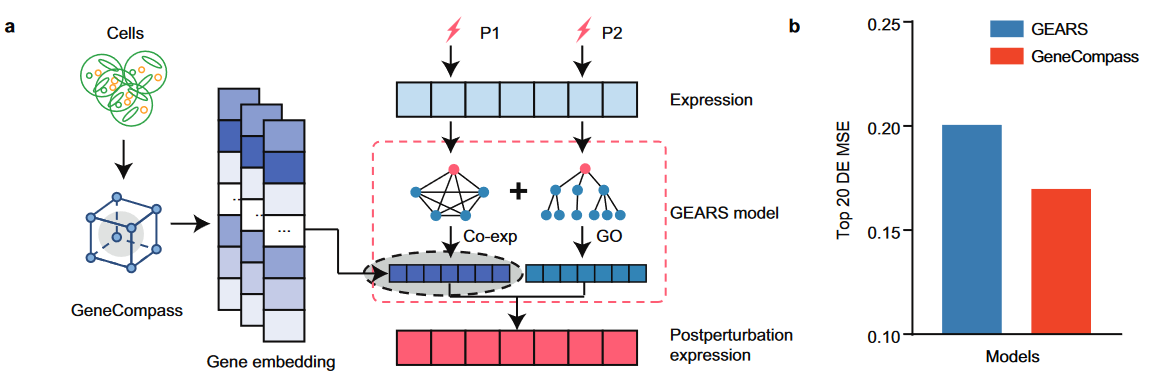 a
Cells
GeneCompass
Gene embedding
P1
P2
Expression
+
GEARS model
Co-exp
GO
...
Postperturbation
expression
b
0.25
0.20
0.15
0.10
Top 20 DE MSE
Models
GEARS
GeneCompass